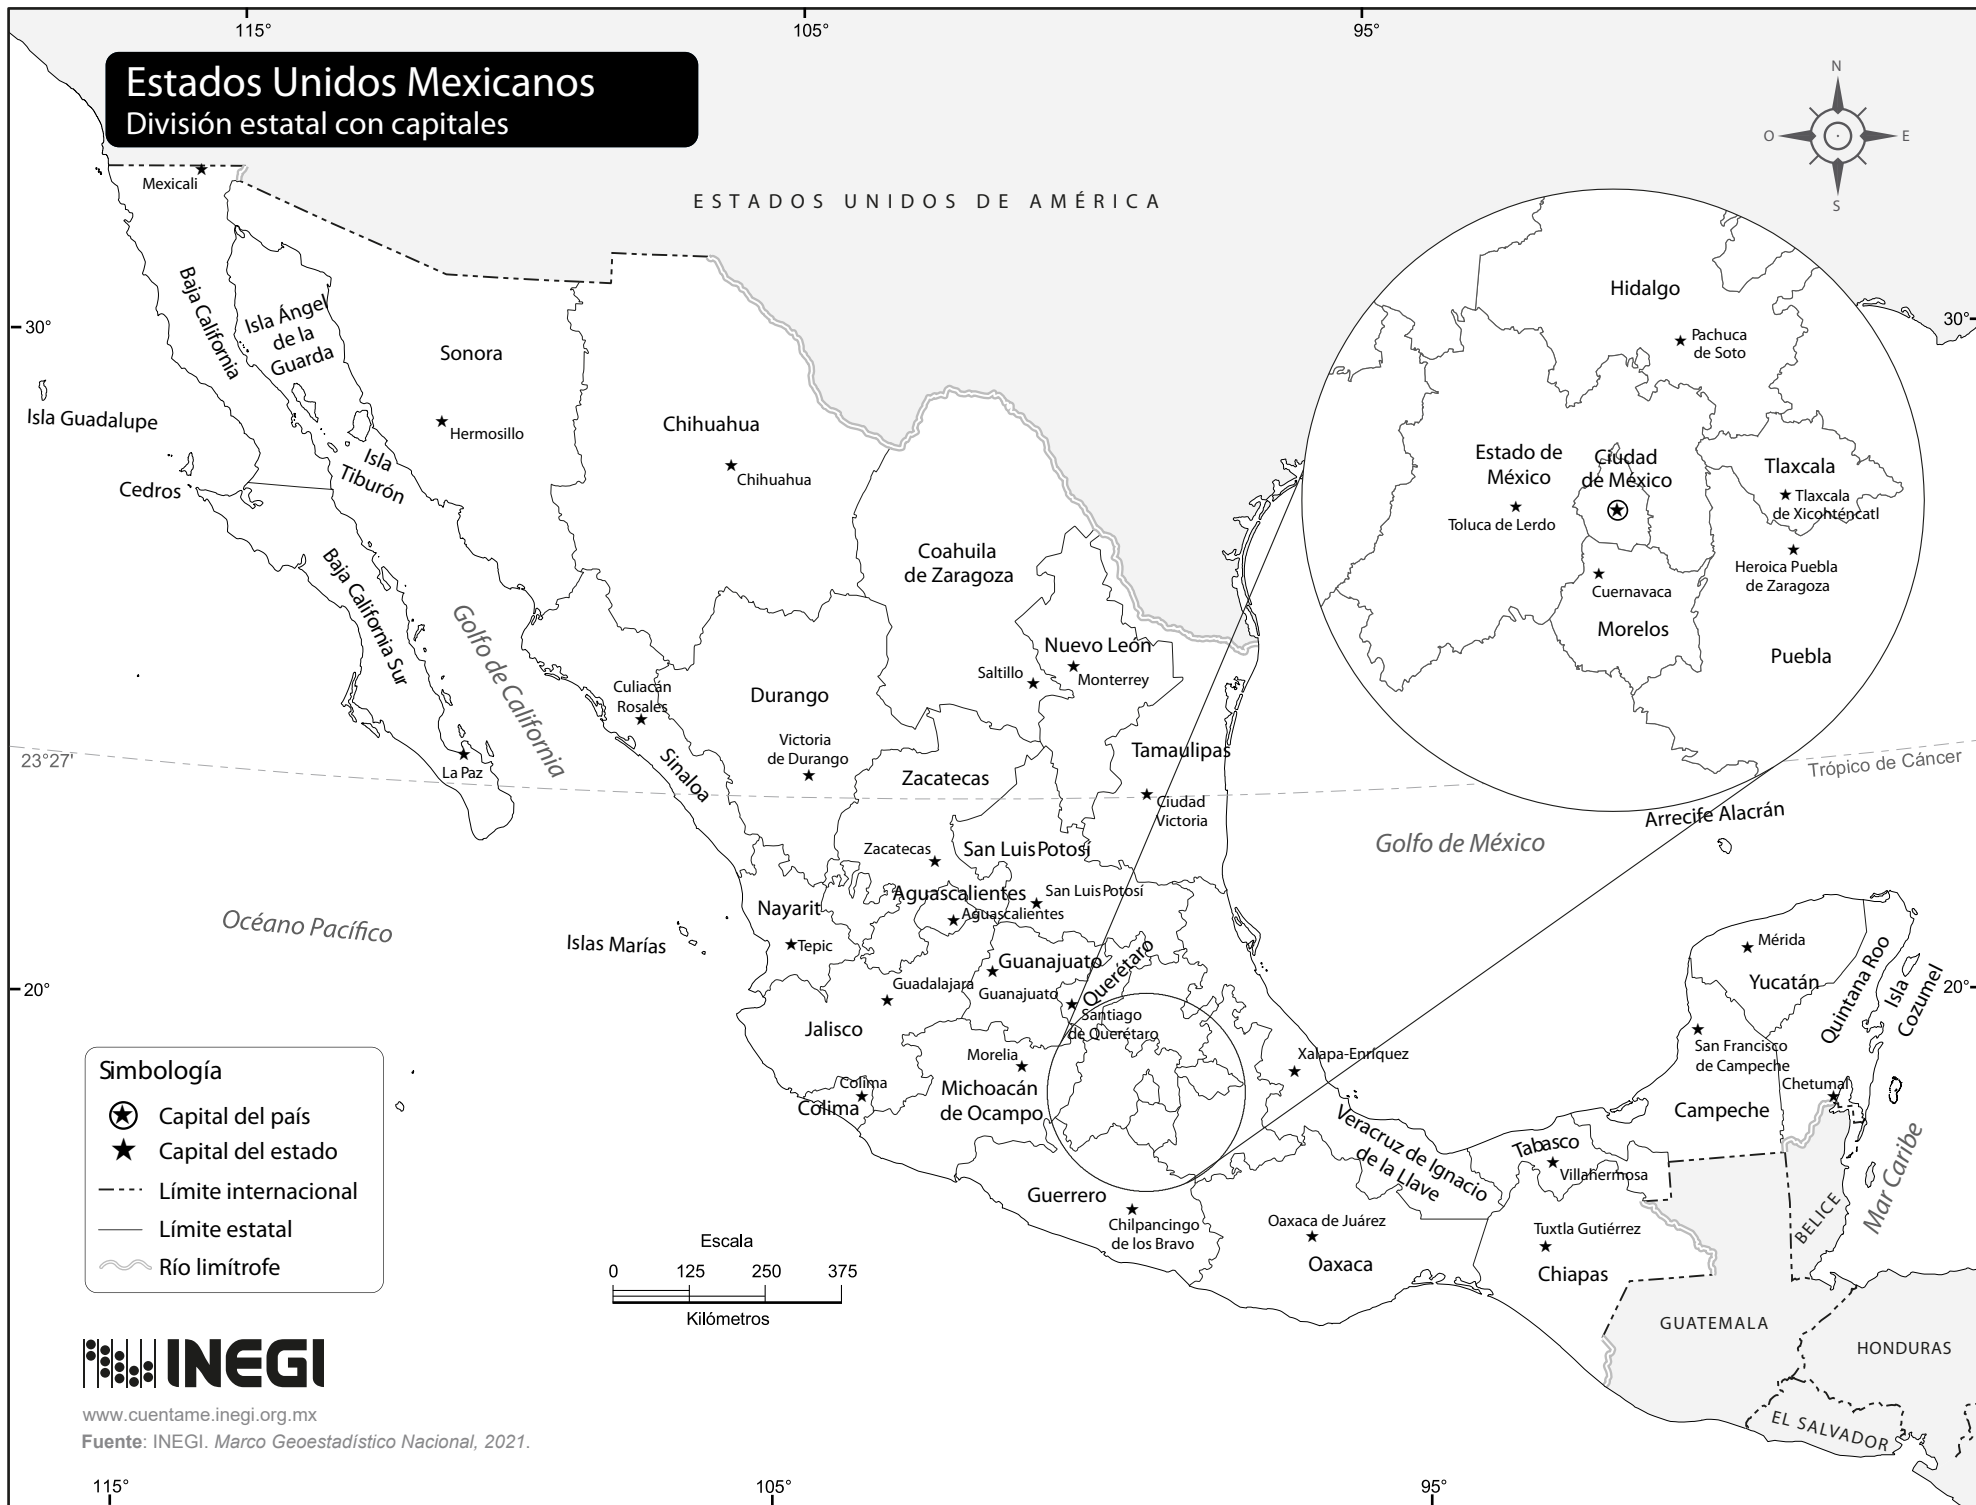 115°
105°
95°
Estados Unidos Mexicanos
División estatal con capitales
N
O
E
S
Mexicali
ESTADOS UNIDOS DE AMÉRICA
Baja California
Isla Ángel
de la
Guarda
Sonora
Hermosillo
30°
30°
Isla Guadalupe
Cedros
Isla
Tiburón
Chihuahua
Chihuahua
Hidalgo
Pachuca
de Soto
Estado de
México
Toluca de Lerdo
Ciudad
de México
Tlaxcala
Tlaxcala
de Xicohténcatl
Heroica Puebla
de Zaragoza
Cuernavaca
Morelos
Puebla
Coahuila
de Zaragoza
Baja California Sur
Golfo de California
Nuevo León
Saltillo
Monterrey
Culiacán
Rosales
Durango
Victoria
de Durango
Sinaloa
La Paz
23°27'
Zacatecas
Tamaulipas
Ciudad
Victoria
Trópico de Cáncer
Arrecife Alacrán
Golfo de México
Zacatecas
San Luis Potosí
San Luis Potosí
Aguascalientes
Aguascalientes
Nayarit
Tepic
Océano Pacífico
Islas Marías
Guanajuato
Guanajuato
Querétaro
Santiago
de Querétaro
Guadalajara
Jalisco
20°
20°
Mérida
Yucatán
Quintana Roo
Isla
Cozumel
San Francisco
de Campeche
Chetumal
Campeche
Morelia
Michoacán
de Ocampo
Colima
Colima
Xalapa-Enríquez
Veracruz de Ignacio
de la Llave
Tabasco
Villahermosa
Mar Caribe
BELICE
Guerrero
Chilpancingo
de los Bravo
Oaxaca de Juárez
Oaxaca
Tuxtla Gutiérrez
Chiapas
GUATEMALA
HONDURAS
EL SALVADOR
Simbología
Capital del país
Capital del estado
Límite internacional
Límite estatal
Río limítrofe
Escala
0 125 250 375
Kilómetros
INEGI
www.cuentame.inegi.org.mx
Fuente: INEGI. Marco Geoestadístico Nacional, 2021.
115°
105°
95°